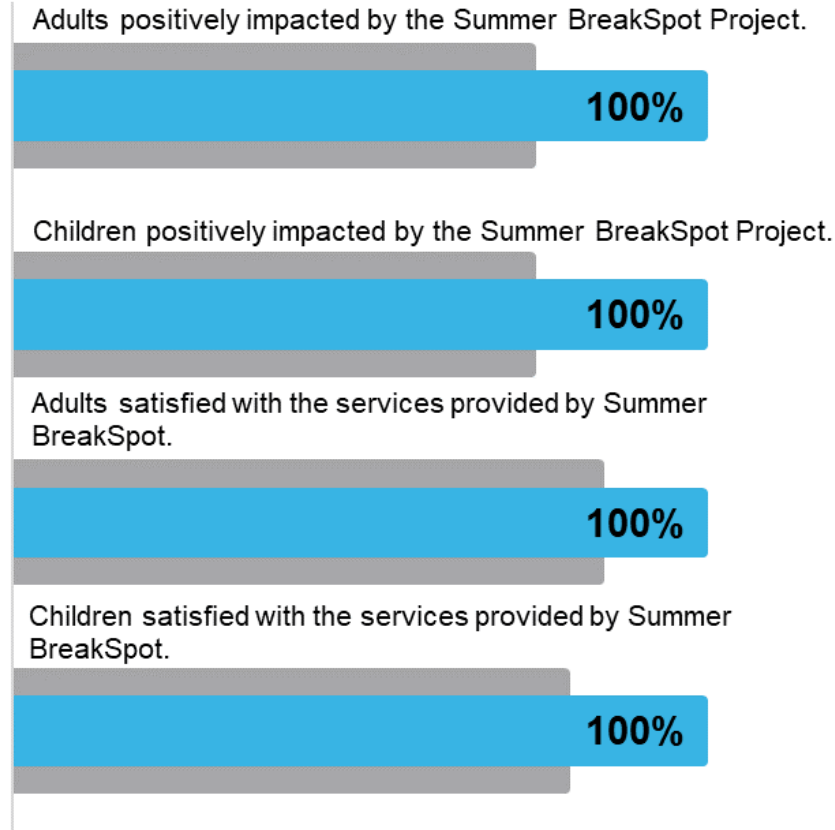 Adults positively impacted by the Summer BreakSpot Project.
100%
Children positively impacted by the Summer BreakSpot Project.
100%
Adults satisfied with the services provided by Summer
BreakSpot.
100%
Children satisfied with the services provided by Summer
BreakSpot.
100%